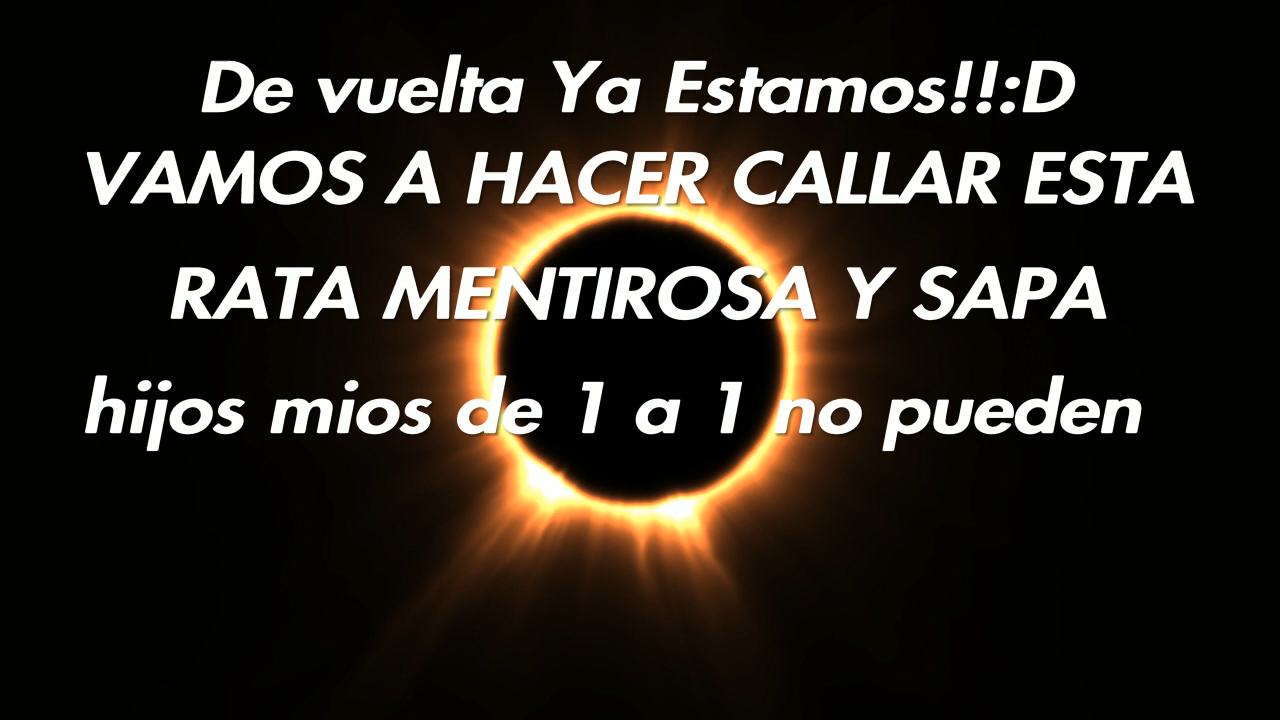 De vuelta Ya Estamos!!:D
VAMOS A HACER CALLAR ESTA
RATA MENTIROSA Y SAPA
hijos mios de 1 a 1 no pueden